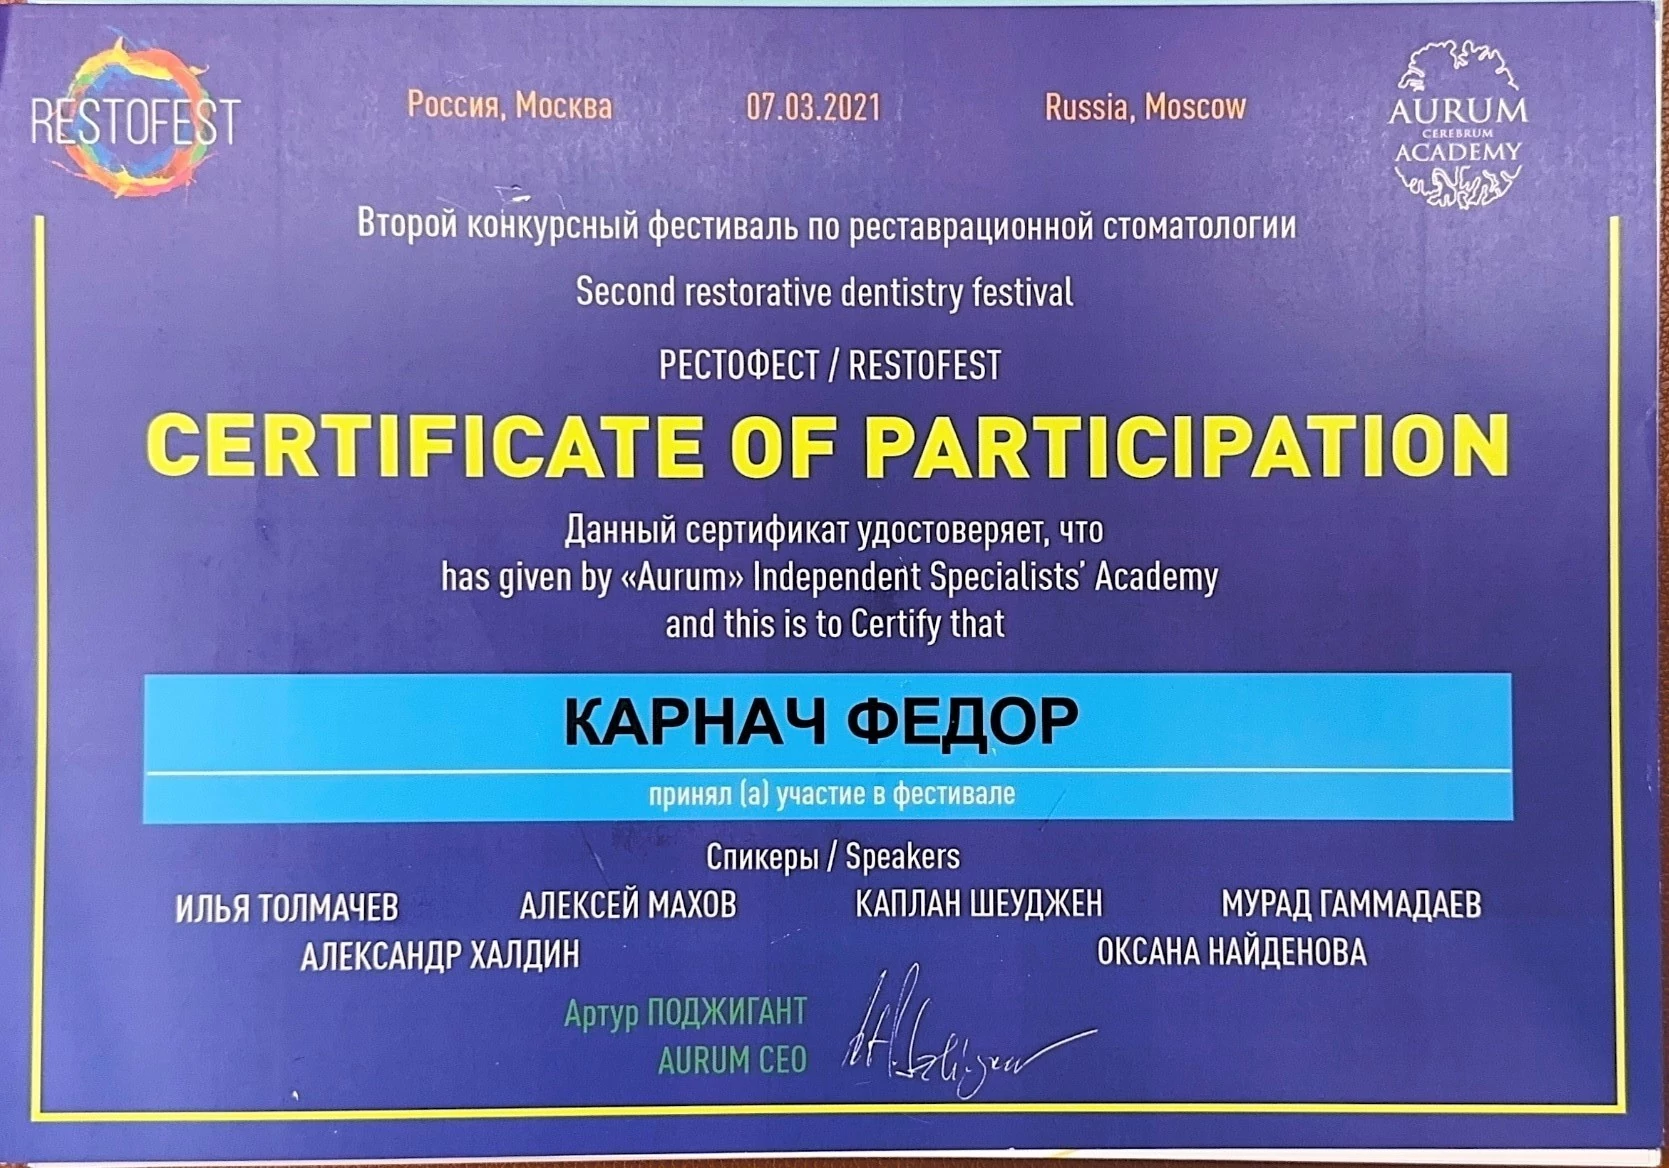 RESTOFEST
Россия, Москва
07.03.2021
Russia, Moscow
AURUM
CEREBRUM
ACADEMY
Второй конкурсный фестиваль по реставрационной стоматологии
Second restorative dentistry festival
РЕСТОФЕСТ / RESTOFEST
CERTIFICATE OF PARTICIPATION
Данный сертификат удостоверяет, что
has given by «Aurum» Independent Specialists’ Academy
and this is to Certify that
КАРНАЧ ФЕДОР
принял (а) участие в фестивале
Спикеры / Speakers
ИЛЬЯ ТОЛМАЧЕВ АЛЕКСЕЙ МАХОВ КАПЛАН ШЕУДЖЕН МУРАД ГАММАДАЕВ
АЛЕКСАНДР ХАЛДИН ОКСАНА НАЙДЕНОВА
Артур ПОДЖИГАНТ
AURUM CEO